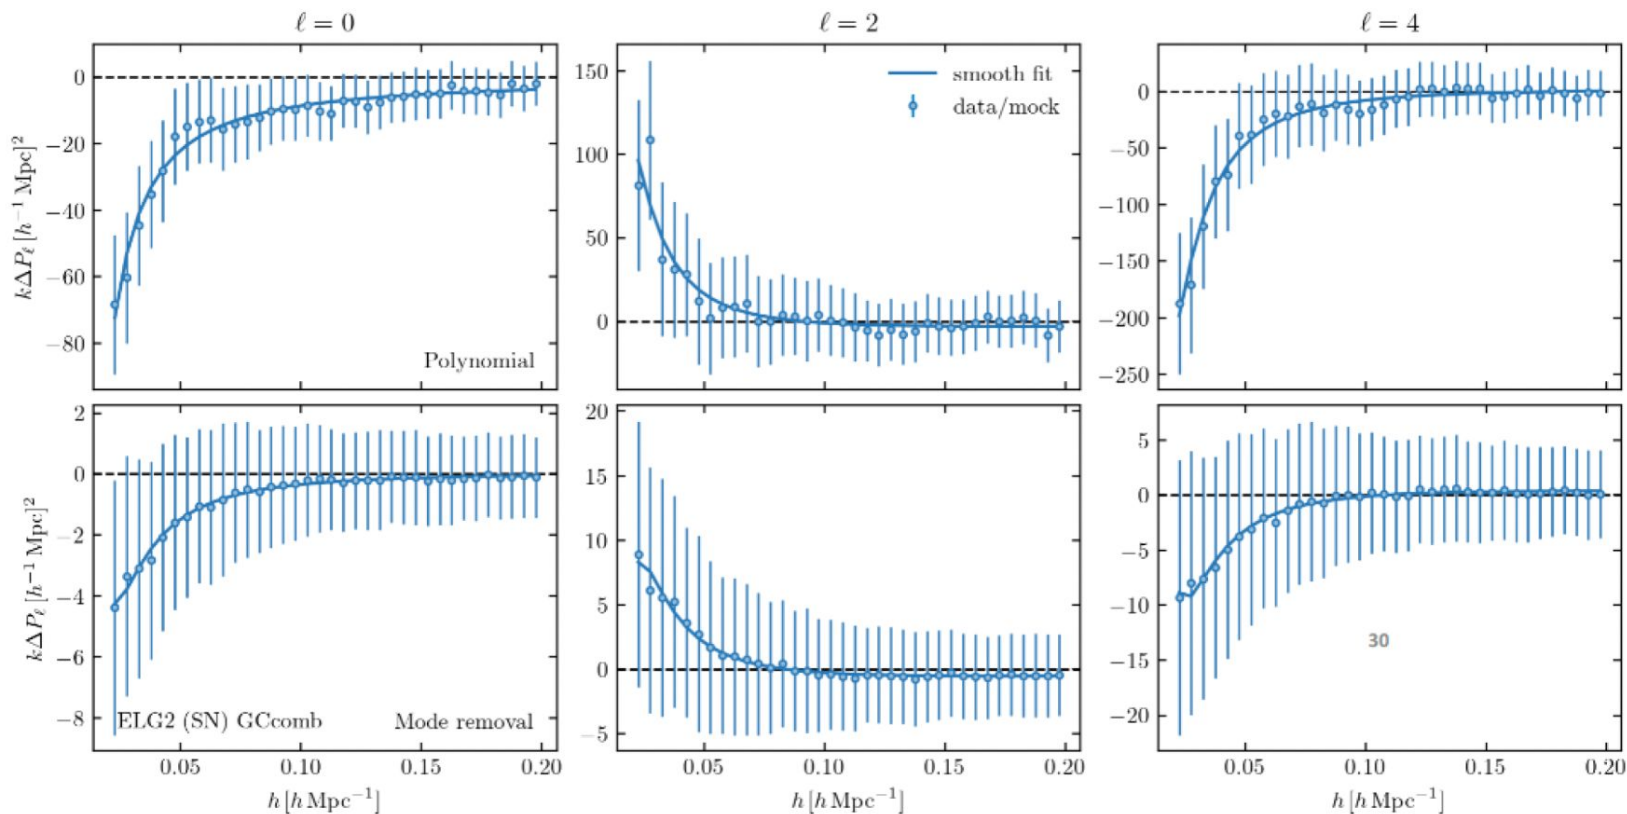 ℓ = 0
ℓ = 2
ℓ = 4
kΔP_ℓ [h⁻¹ Mpc]²
0
−20
−40
−60
−80
Polynomial
150
100
50
0
smooth fit
data/mock
0
−50
−100
−150
−200
−250
kΔP_ℓ [h⁻¹ Mpc]²
2
0
−2
−4
−6
−8
ELG2 (SN) GCcomb
Mode removal
0.05 0.10 0.15 0.20
h [h Mpc⁻¹]
20
15
10
5
0
−5
0.05 0.10 0.15 0.20
h [h Mpc⁻¹]
5
0
−5
−10
−15
−20
30
0.05 0.10 0.15 0.20
h [h Mpc⁻¹]